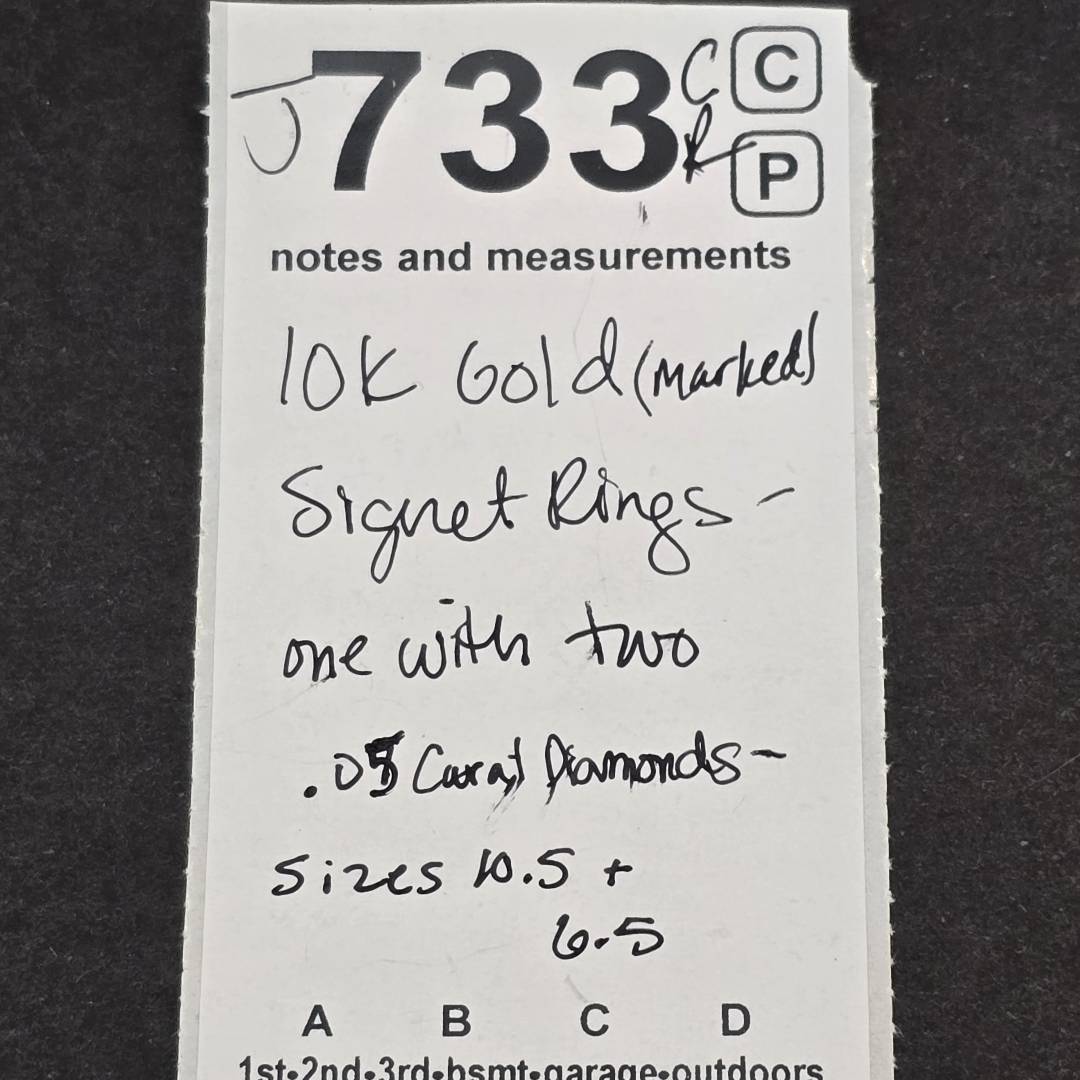 J 733 C C
R P
notes and measurements
10K Gold (marked)
Signet Rings -
one with two
.05 Carat Diamonds -
sizes 10.5 +
6.5
A B C D
1st•2nd•3rd•bsmt•garage•outdoors